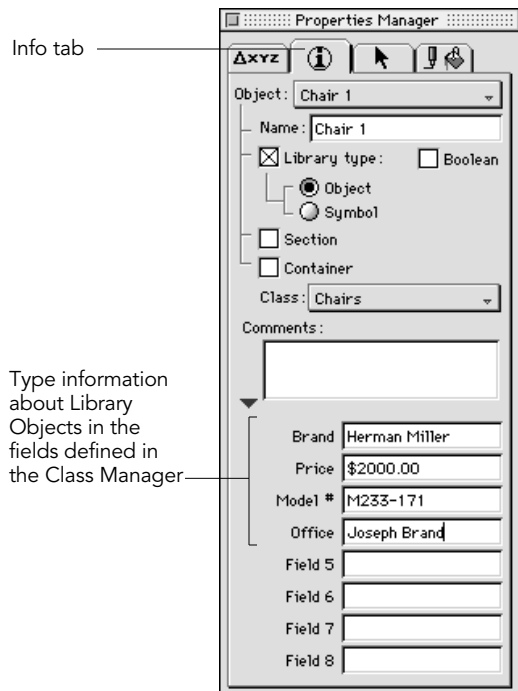 Properties Manager
Info tab
Δxyz
Object: Chair 1
Name: Chair 1
Library type: Boolean
Object
Symbol
Section
Container
Class: Chairs
Comments:
Type information
about Library
Objects in the
fields defined in
the Class Manager
Brand Herman Miller
Price $2000.00
Model # M233-171
Office Joseph Brand
Field 5
Field 6
Field 7
Field 8